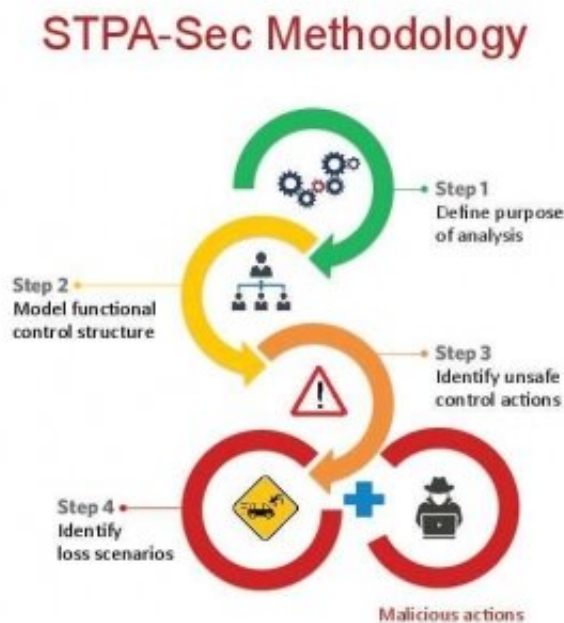 STPA-Sec Methodology
Step 1
Define purpose
of analysis
Step 2
Model functional
control structure
Step 3
Identify unsafe
control actions
Step 4
Identify
loss scenarios
Malicious actions